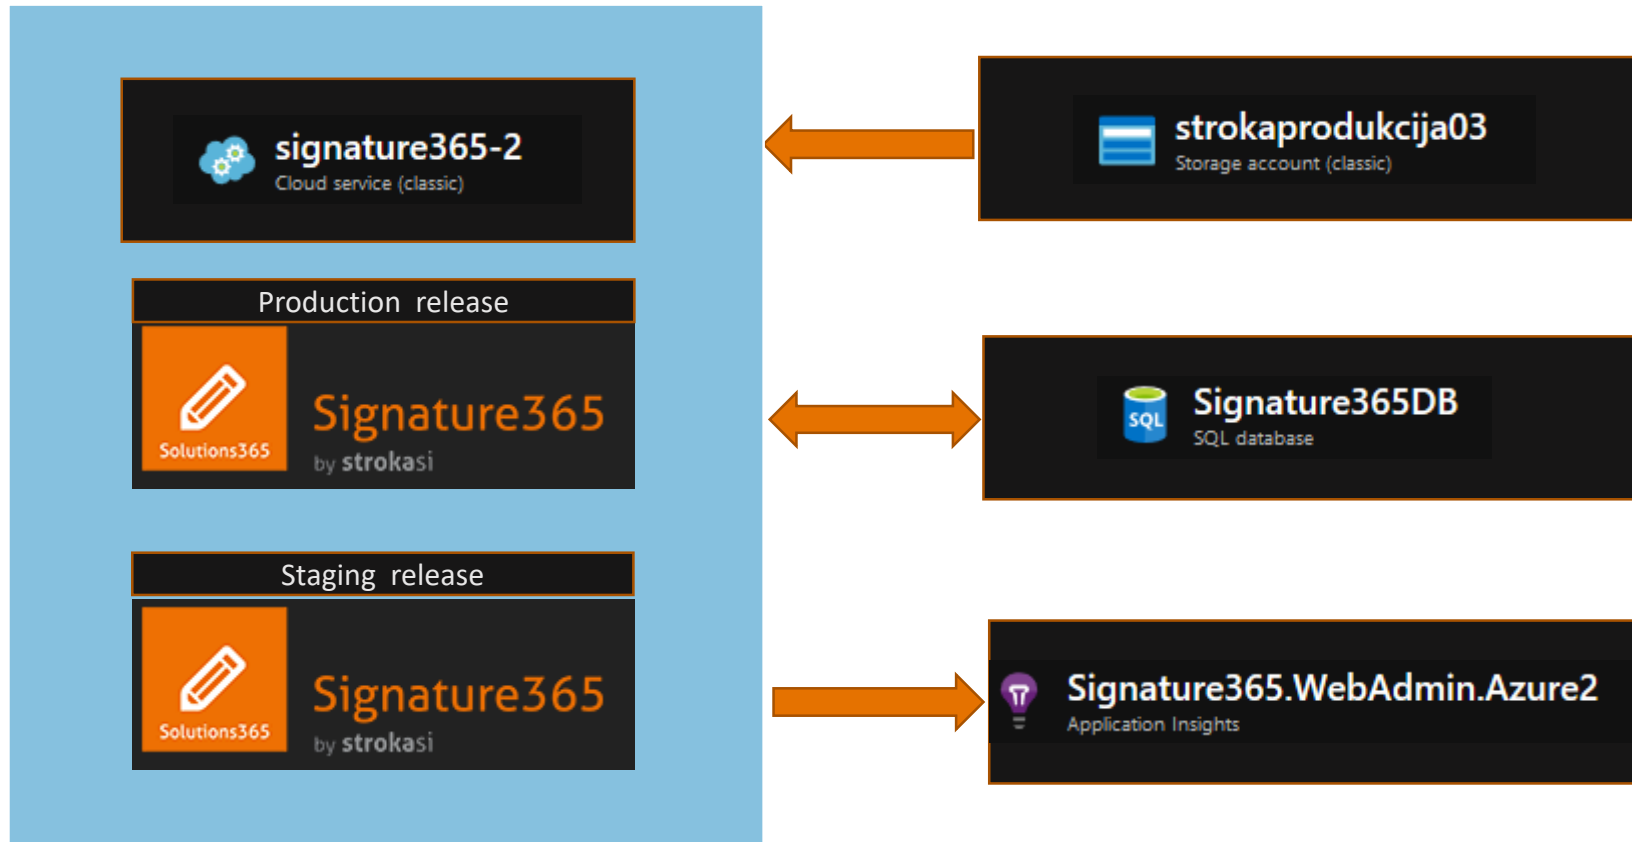 signature365-2
Cloud service (classic)
Production release
Solutions365
Signature365
by strokasi
Staging release
Solutions365
Signature365
by strokasi
strokaprodukcija03
Storage account (classic)
SQL
Signature365DB
SQL database
Signature365.WebAdmin.Azure2
Application Insights